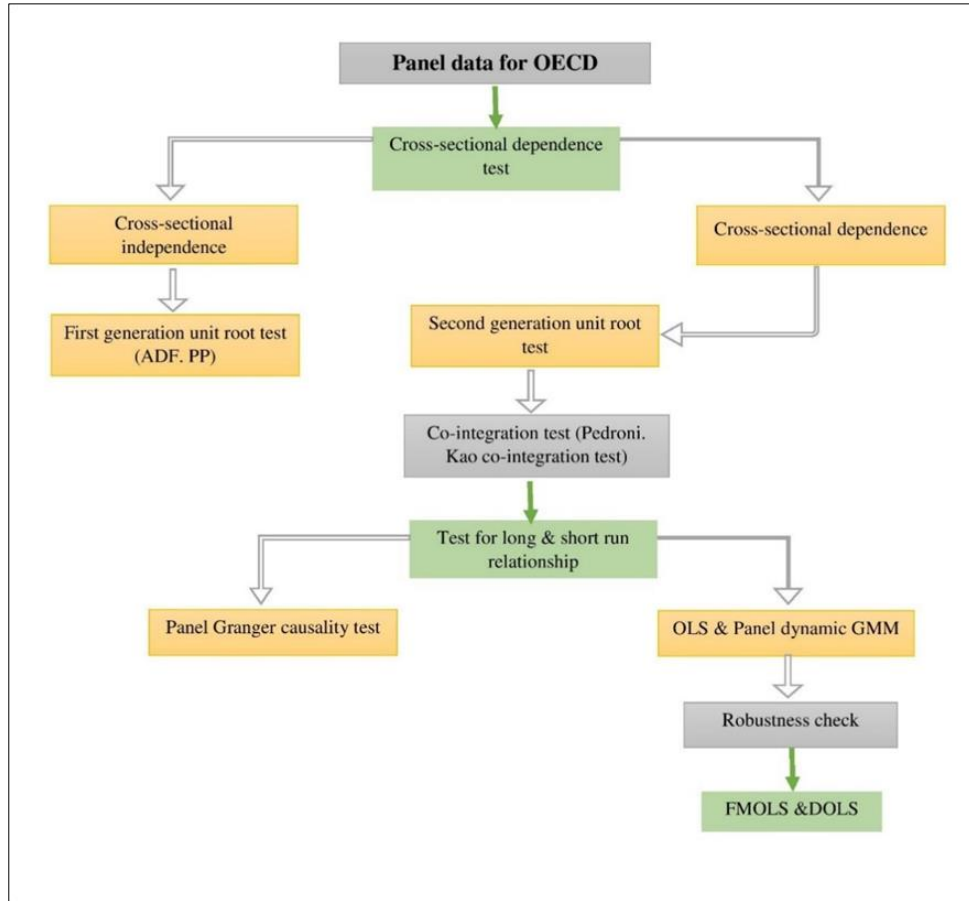 Panel data for OECD
Cross-sectional dependence
test
Cross-sectional
independence
Cross-sectional dependence
First generation unit root test
(ADF. PP)
Second generation unit root
test
Co-integration test (Pedroni.
Kao co-integration test)
Test for long & short run
relationship
Panel Granger causality test
OLS & Panel dynamic GMM
Robustness check
FMOLS &DOLS